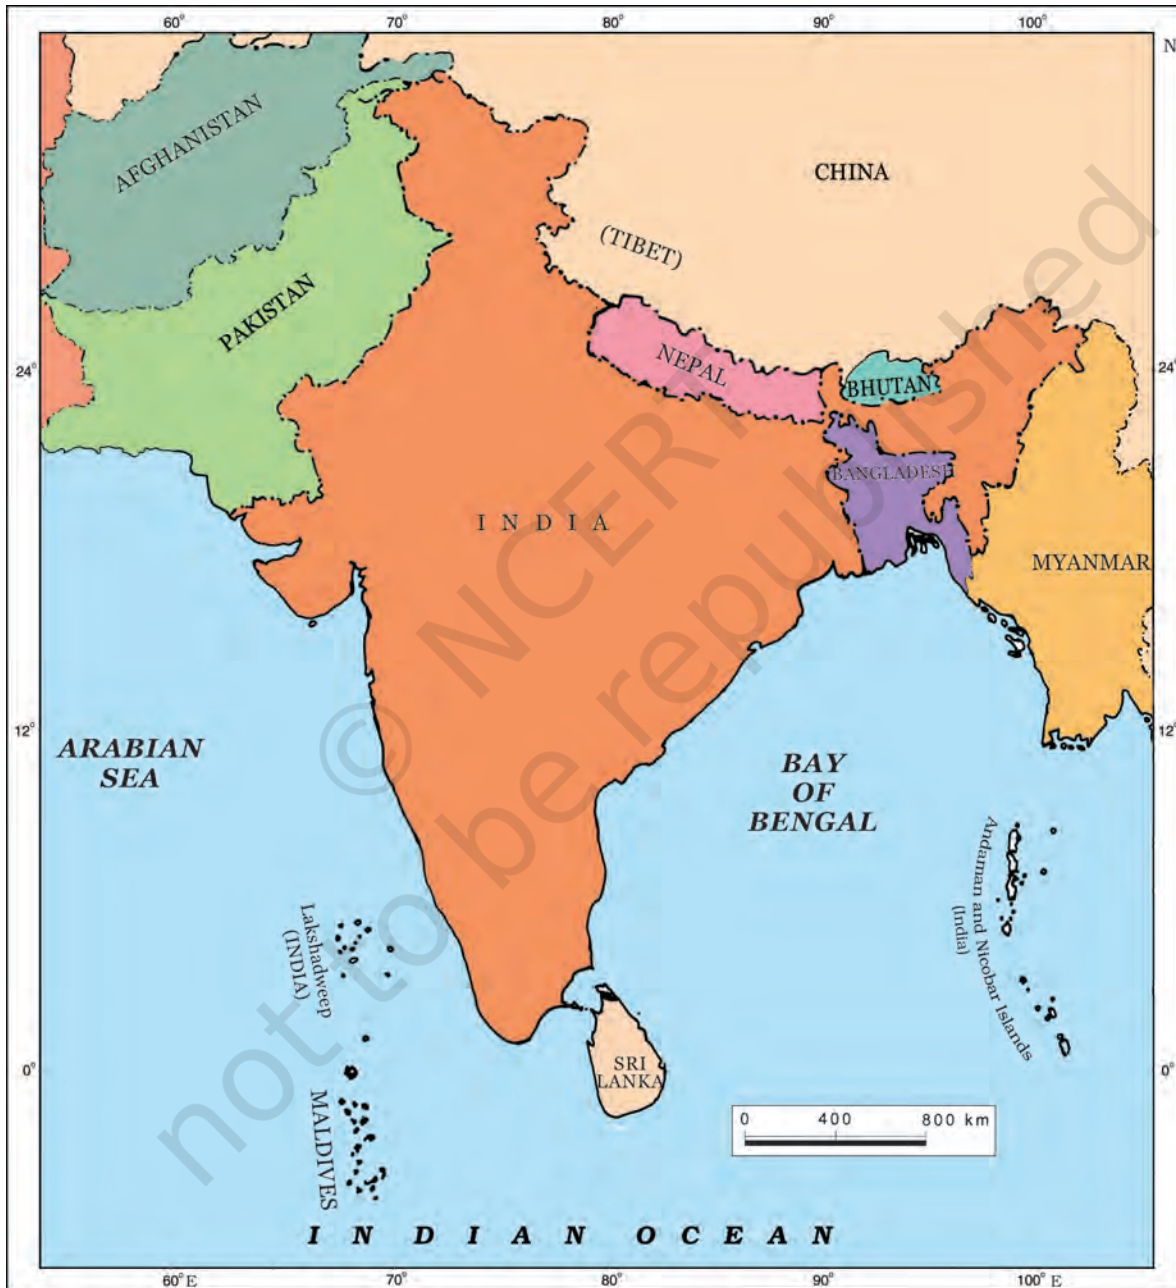 60°
70°
80°
90°
100°
N
AFGHANISTAN
CHINA
(TIBET)
PAKISTAN
NEPAL
BHUTAN
24°
24°
BANGLADESH
I N D I A
MYANMAR
12°
12°
ARABIAN
SEA
BAY
OF
BENGAL
Andaman and Nicobar Islands
(India)
Lakshadweep
(INDIA)
0°
0°
SRI
LANKA
MALDIVES
0 400 800 km
I N D I A N O C E A N
60° E
70°
80°
90°
100° E
© NCERT
not to be republished